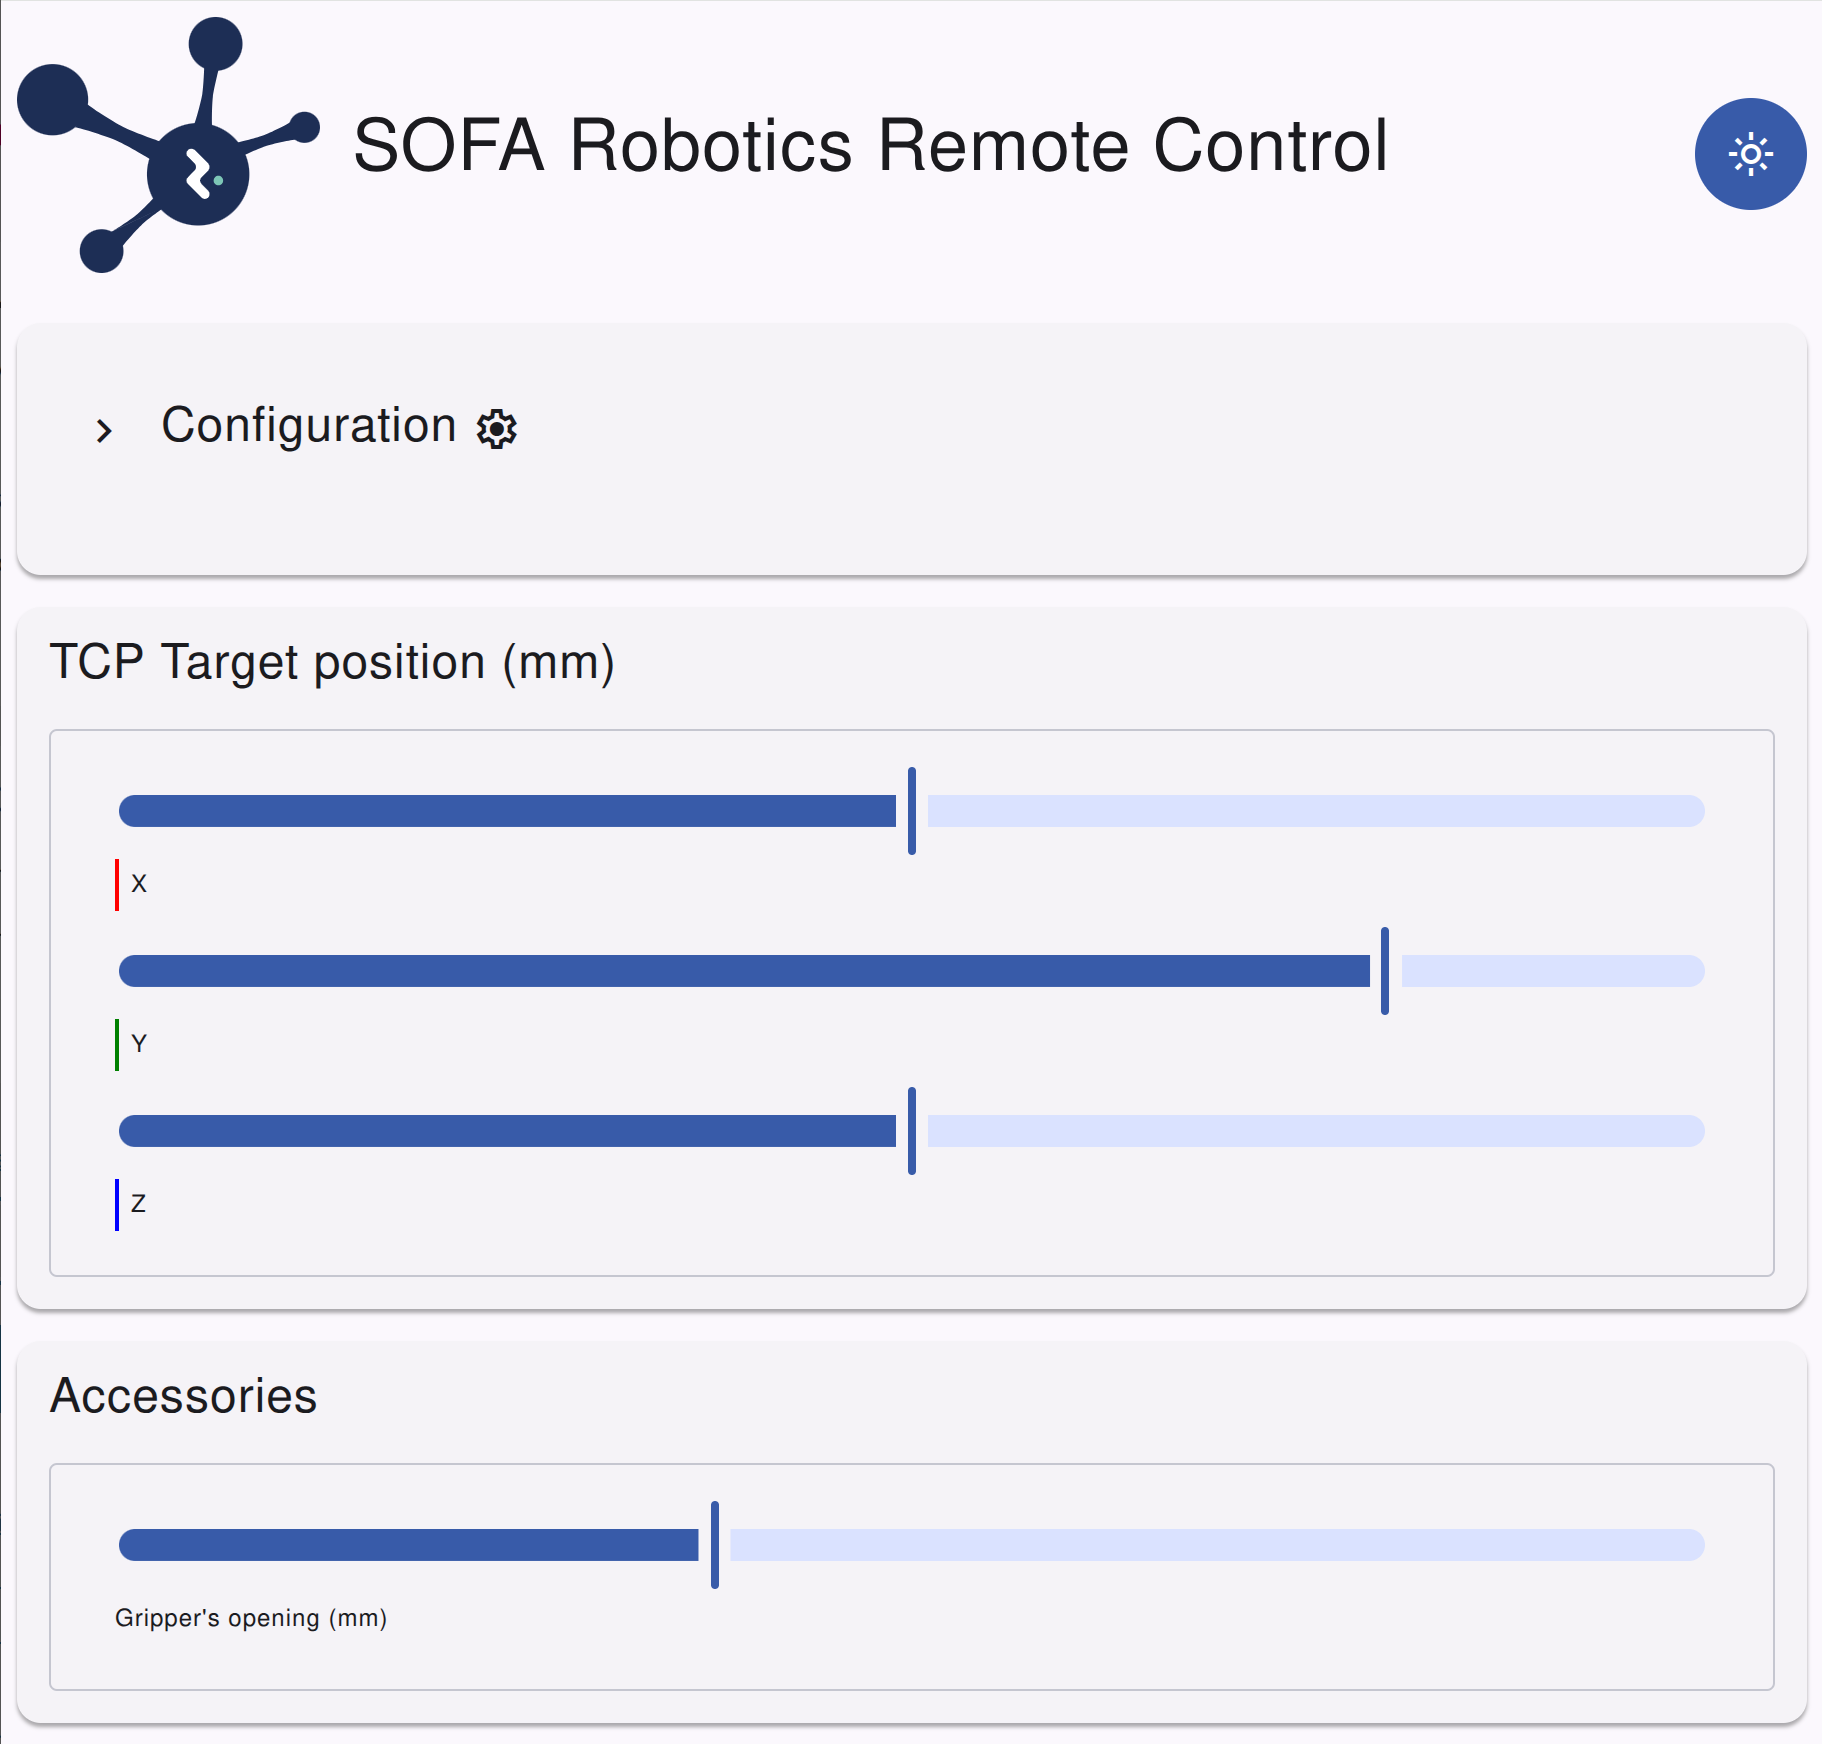 SOFA Robotics Remote Control
Configuration
TCP Target position (mm)
X
Y
Z
Accessories
Gripper's opening (mm)